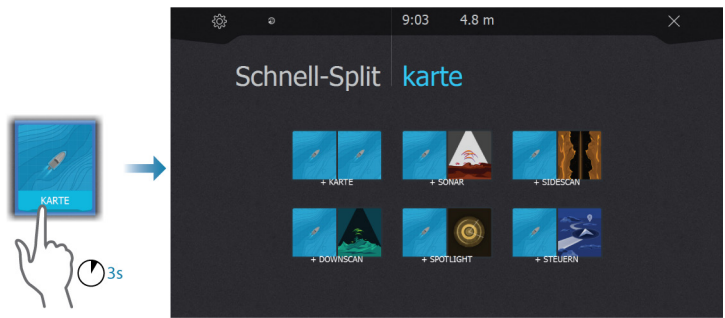 9:03 4.8 m
Schnell-Split karte
KARTE
3s
+ KARTE + SONAR + SIDESCAN
+ DOWNSCAN + SPOTLIGHT + STEUERN